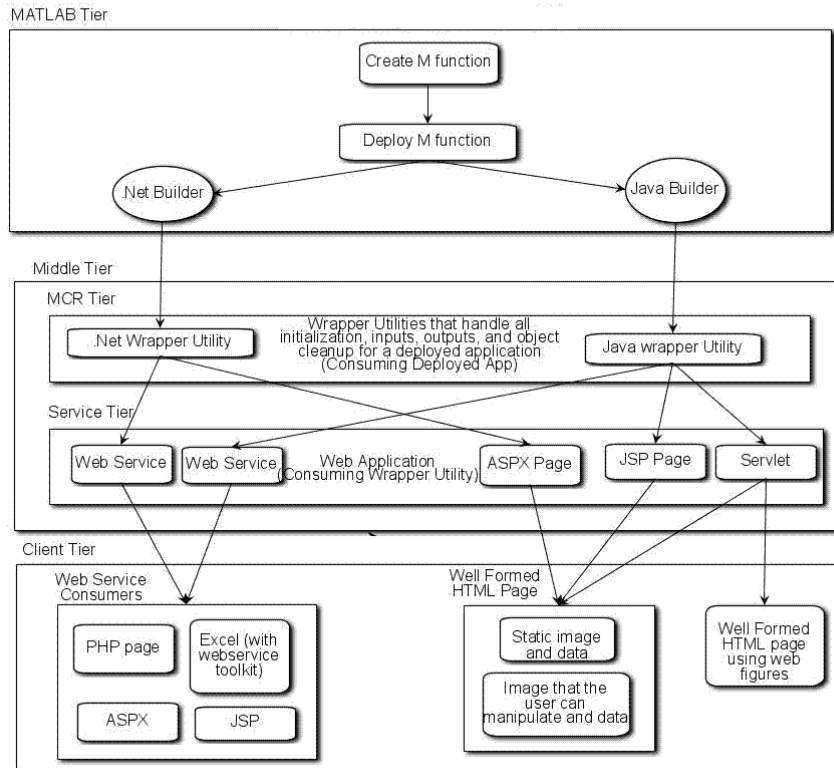 MATLAB Tier
Create M function
Deploy M function
.Net Builder
Java Builder
Middle Tier
MCR Tier
.Net Wrapper Utility
Wrapper Utilities that handle all
initialization, inputs, outputs, and object
cleanup for a deployed application
(Consuming Deployed App)
Java wrapper Utility
Service Tier
Web Service
Web Service
Web Application
(Consuming Wrapper Utility)
ASPX Page
JSP Page
Servlet
Client Tier
Web Service
Consumers
PHP page
Excel (with
webservice
toolkit)
ASPX
JSP
Well Formed
HTML Page
Static image
and data
Image that the
user can
manipulate and data
Well Formed
HTML page
using web
figures